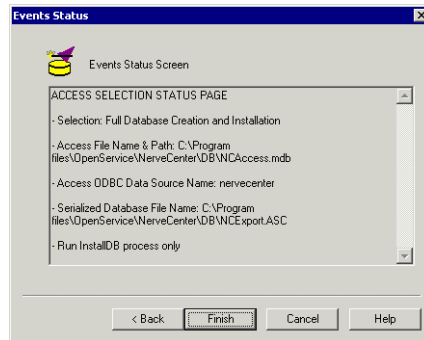 Events Status
Events Status Screen
ACCESS SELECTION STATUS PAGE
- Selection: Full Database Creation and Installation
- Access File Name & Path: C:\Program
files\OpenService\NerveCenter\DB\NCAccess.mdb
- Access ODBC Data Source Name: nervecenter
- Serialized Database File Name: C:\Program
files\OpenService\NerveCenter\DB\NCExport.ASC
- Run InstallDB process only
< Back
Finish
Cancel
Help